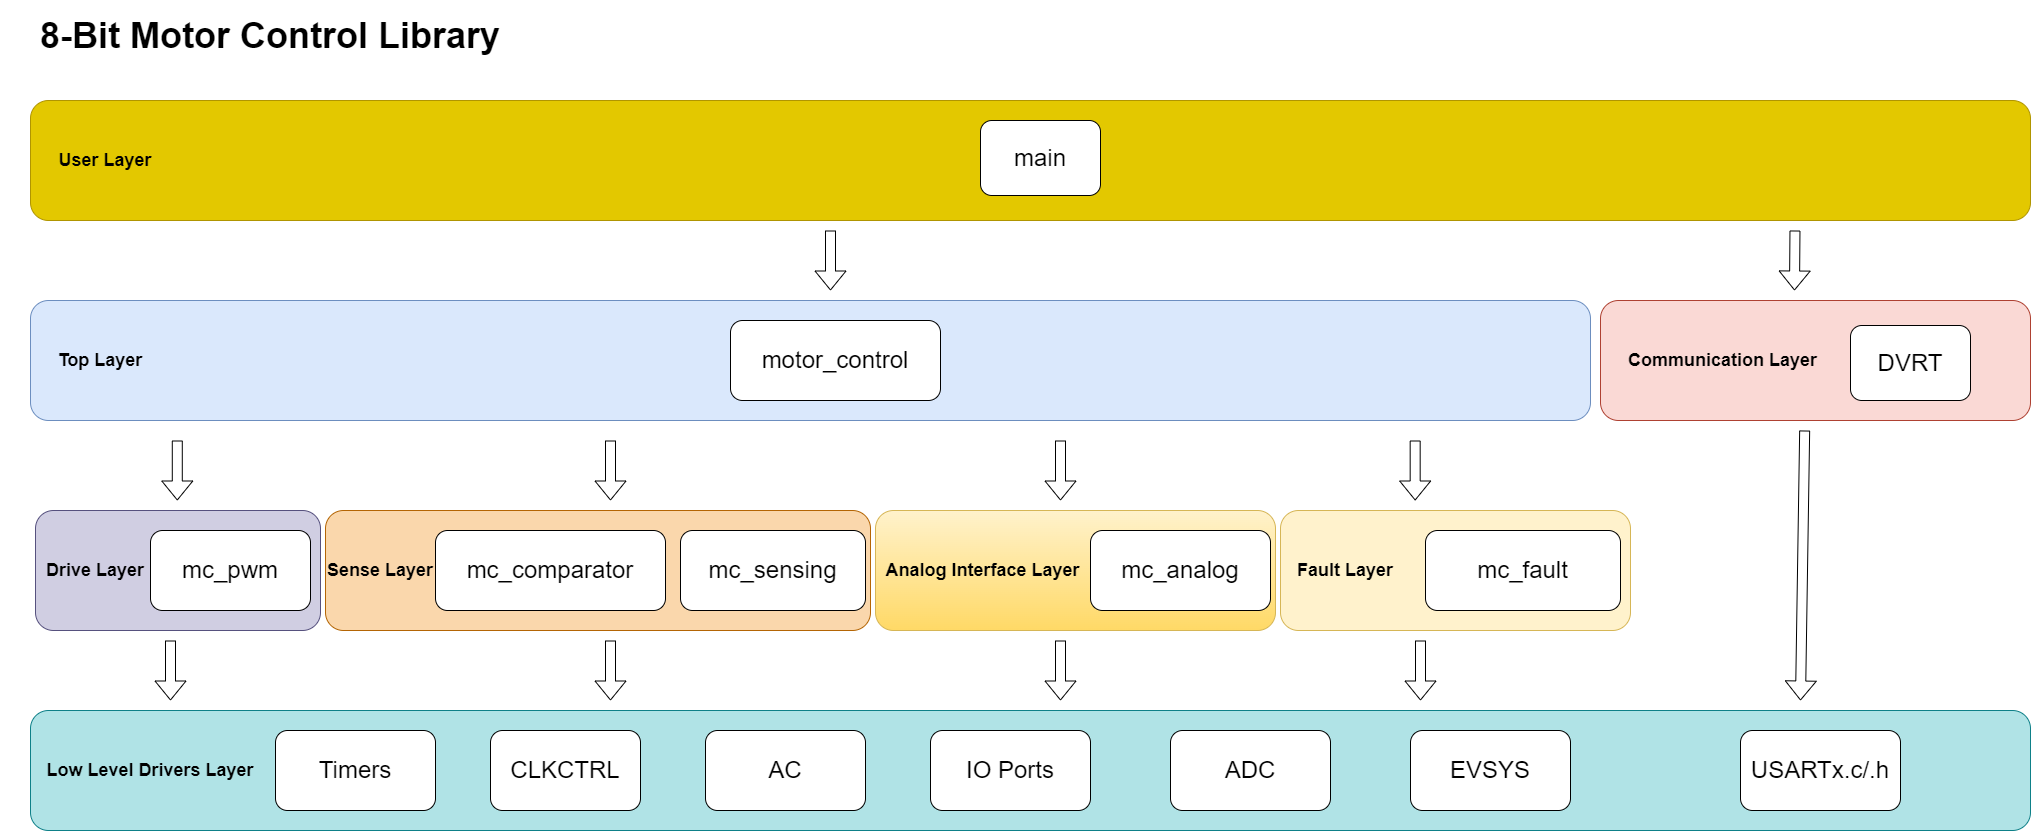 8-Bit Motor Control Library
User Layer
main
Top Layer
motor_control
Communication Layer
DVRT
Drive Layer
mc_pwm
Sense Layer
mc_comparator
mc_sensing
Analog Interface Layer
mc_analog
Fault Layer
mc_fault
Low Level Drivers Layer
Timers
CLKCTRL
AC
IO Ports
ADC
EVSYS
USARTx.c/.h